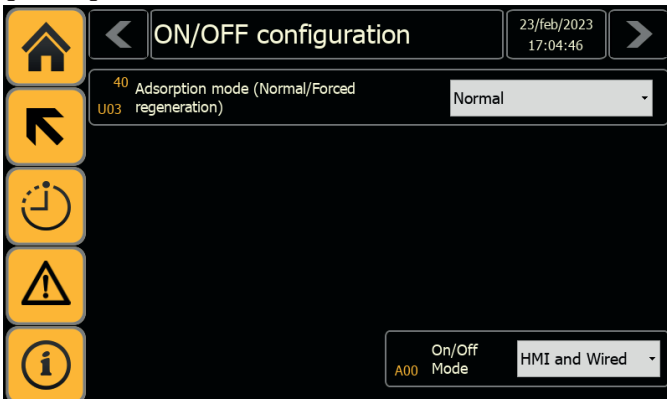 ON/OFF configuration
23/feb/2023
17:04:46
40
Adsorption mode (Normal/Forced
U03 regeneration)
Normal
On/Off
A00 Mode
HMI and Wired